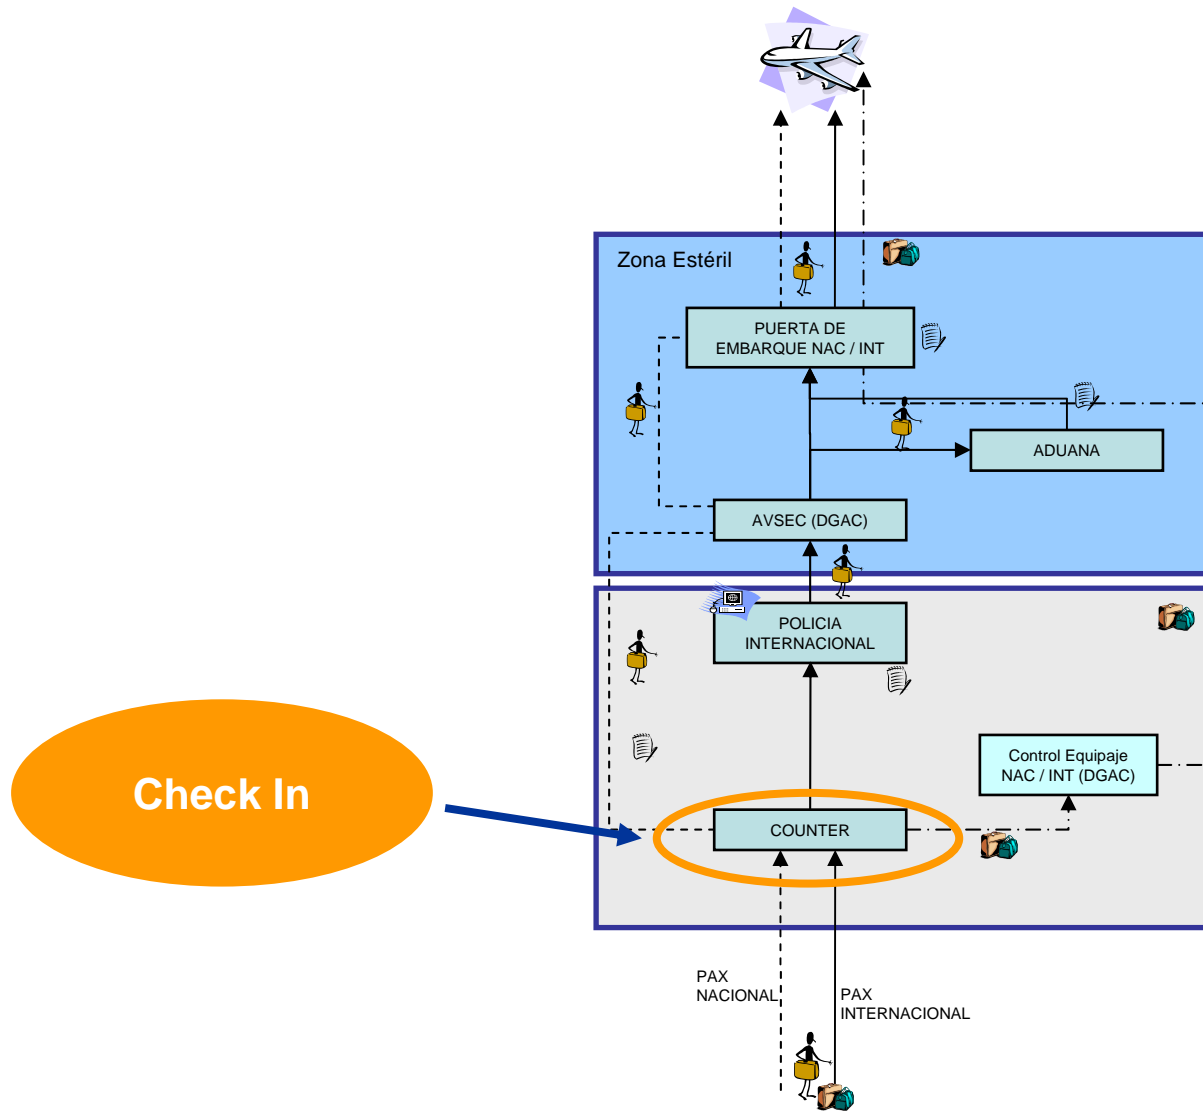 Zona Estéril
PUERTA DE
EMBARQUE NAC / INT
ADUANA
AVSEC (DGAC)
POLICIA
INTERNACIONAL
Control Equipaje
NAC / INT (DGAC)
Check In
COUNTER
PAX
NACIONAL
PAX
INTERNACIONAL